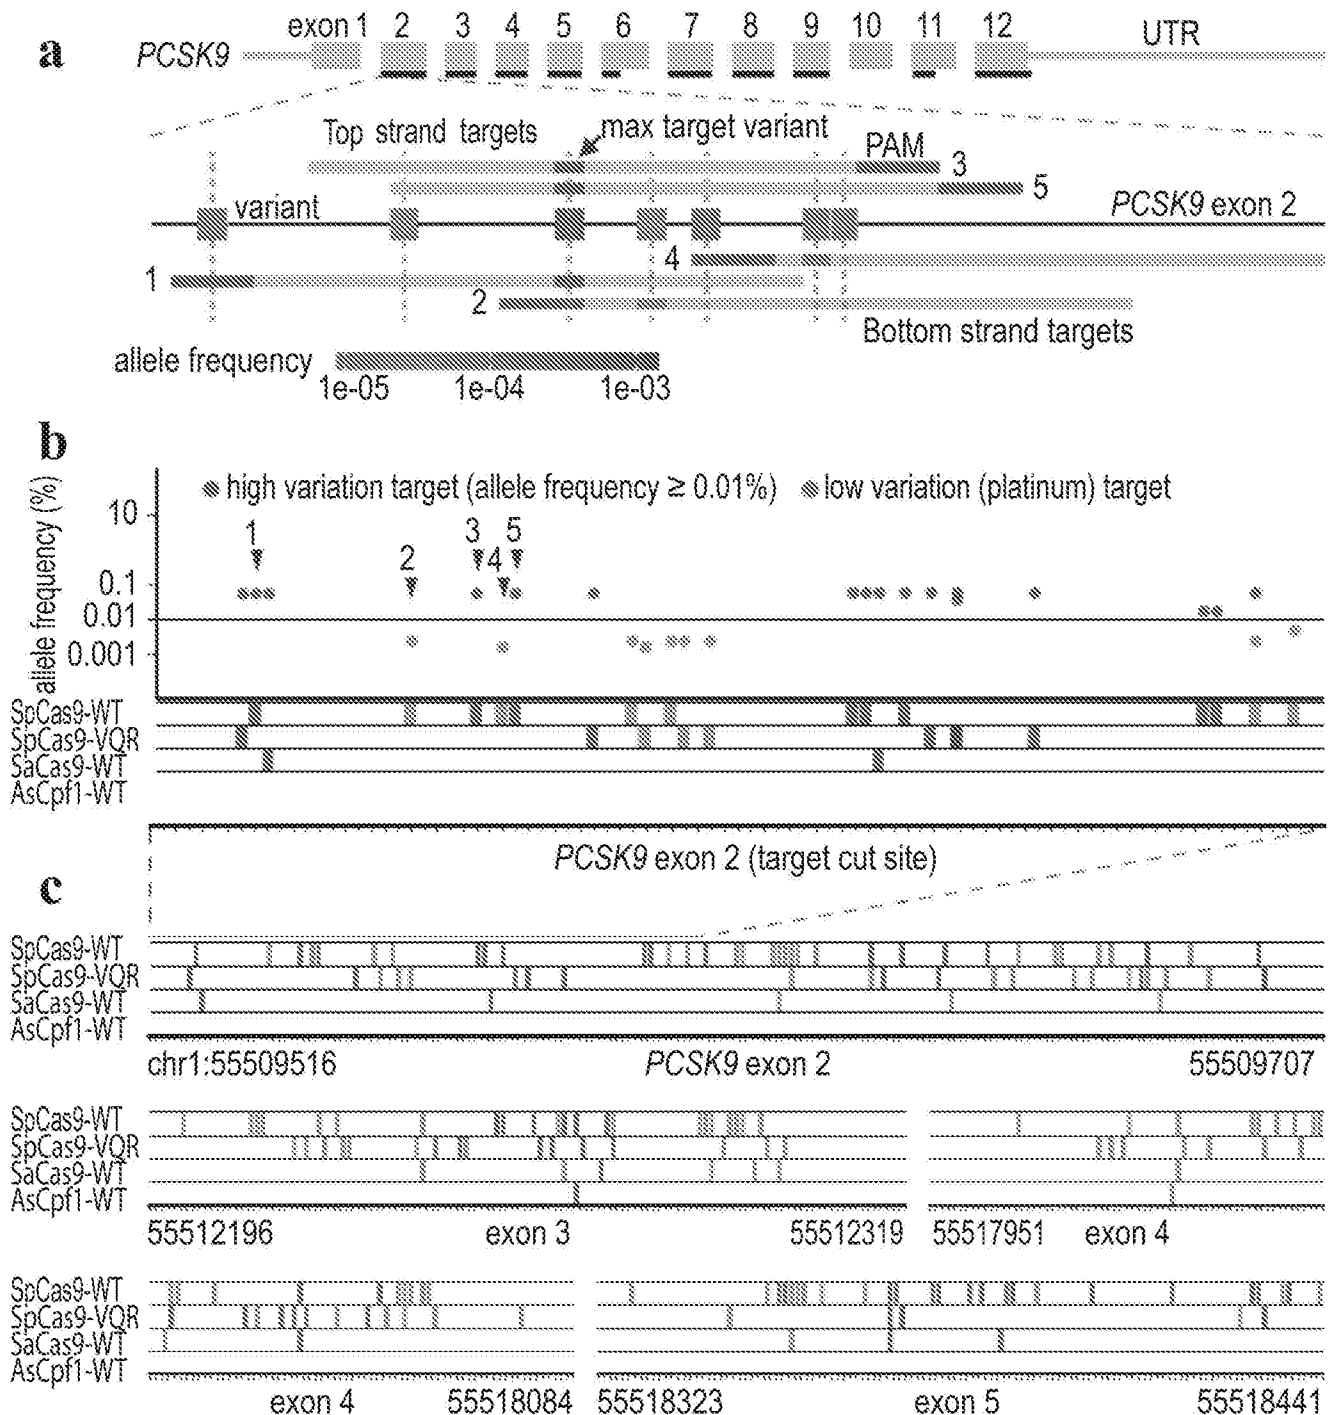 a
exon 1 2 3 4 5 6 7 8 9 10 11 12
PCSK9
UTR
Top strand targets
max target variant
PAM
3
5
variant
PCSK9 exon 2
4
1
2
Bottom strand targets
allele frequency
1e-05 1e-04 1e-03
b
allele frequency (%)
high variation target (allele frequency ≥ 0.01%) low variation (platinum) target
10
0.1
0.01
0.001
1 2 3 4 5
SpCas9-WT
SpCas9-VQR
SaCas9-WT
AsCpf1-WT
PCSK9 exon 2 (target cut site)
c
SpCas9-WT
SpCas9-VQR
SaCas9-WT
AsCpf1-WT
chr1:55509516 PCSK9 exon 2 55509707
SpCas9-WT
SpCas9-VQR
SaCas9-WT
AsCpf1-WT
55512196 exon 3 55512319 55517951 exon 4
SpCas9-WT
SpCas9-VQR
SaCas9-WT
AsCpf1-WT
exon 4 55518084 55518323 exon 5 55518441